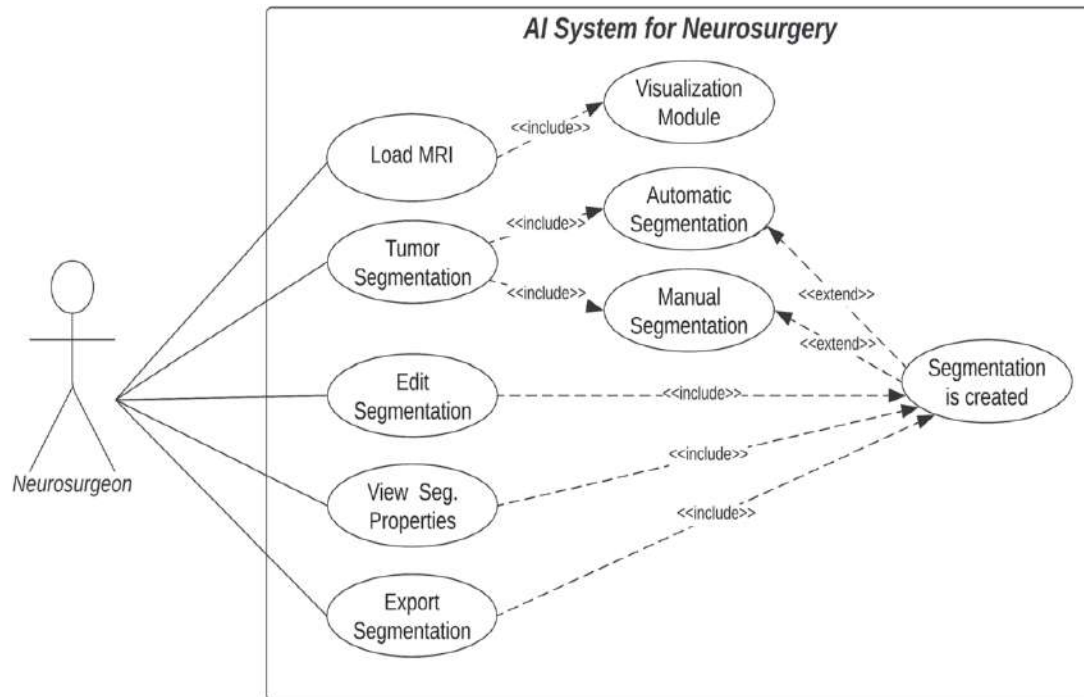 AI System for Neurosurgery
Visualization
Module
<<include>>
Load MRI
Automatic
Segmentation
<<include>>
Tumor
Segmentation
<<include>>
Manual
Segmentation
<<extend>>
<<extend>>
Segmentation
is created
Edit
Segmentation
<<include>>
Neurosurgeon
View Seg.
Properties
<<include>>
<<include>>
Export
Segmentation